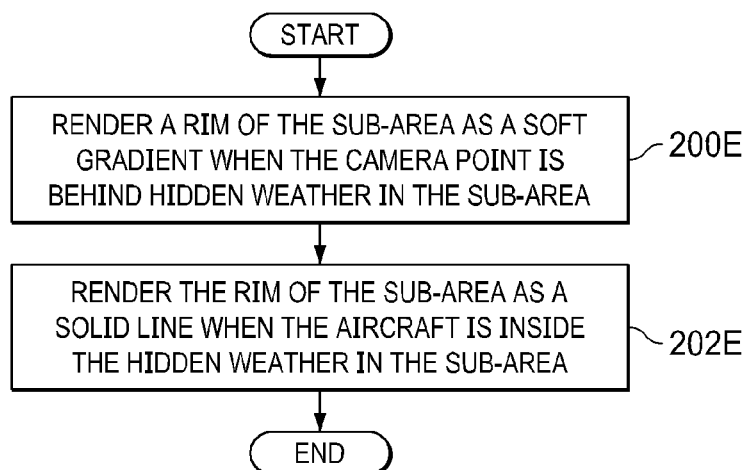 START
RENDER A RIM OF THE SUB-AREA AS A SOFT
GRADIENT WHEN THE CAMERA POINT IS
BEHIND HIDDEN WEATHER IN THE SUB-AREA
200E
RENDER THE RIM OF THE SUB-AREA AS A
SOLID LINE WHEN THE AIRCRAFT IS INSIDE
THE HIDDEN WEATHER IN THE SUB-AREA
202E
END